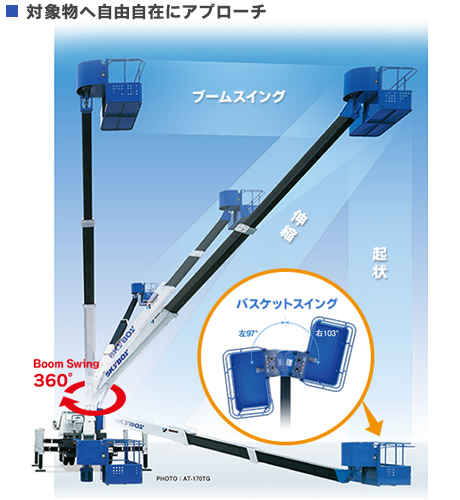 対象物へ自由自在にアプローチ
ブームスイング
伸縮
起状
バスケットスイング
左97°
右103°
Boom Swing
360°
SKYBOY
SKYBOY
SKYBOY
PHOTO：AT-170TG